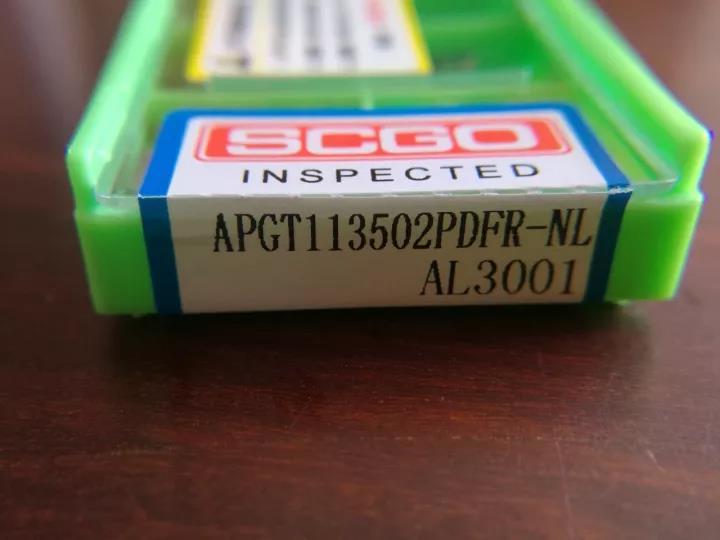 SCGO
INSPECTED
APGT113502PDFR-NL
AL3001